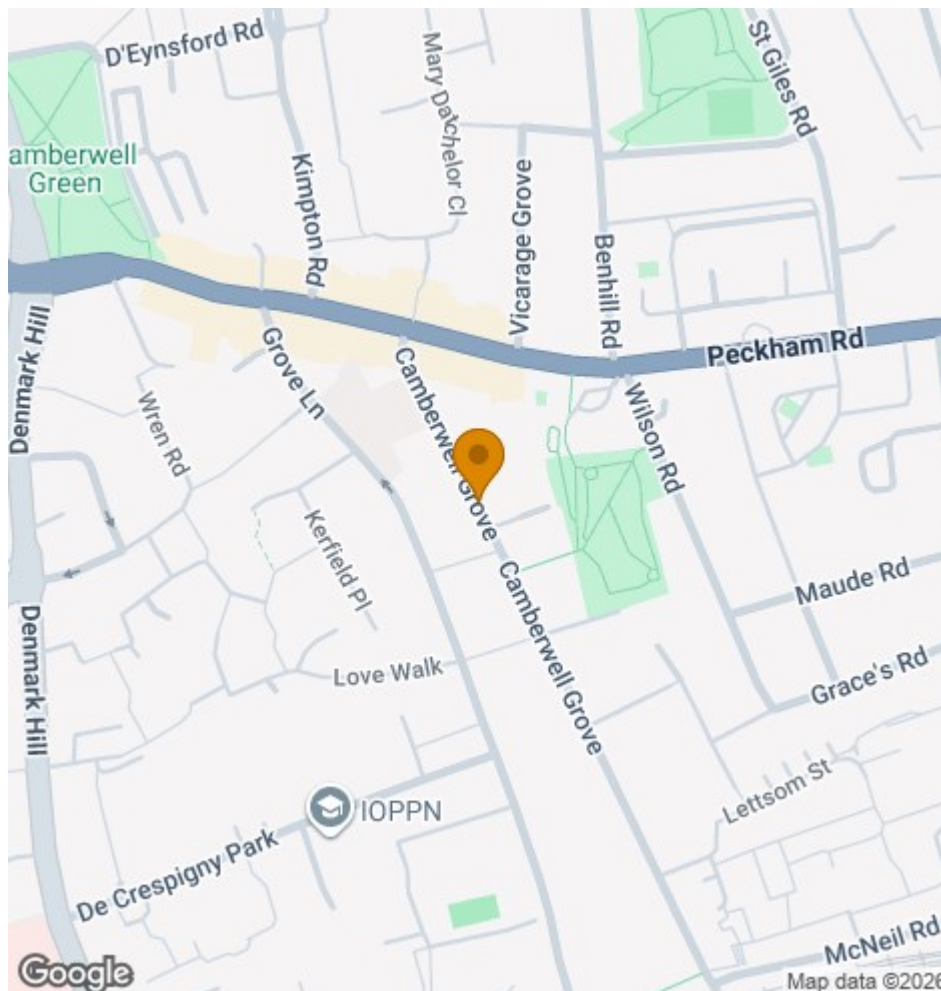 D'Eynsford Rd
Mary Datchelor Cl
St Giles Rd
amberwell
Green
Kimpton Rd
Vicarage Grove
Benhill Rd
Denmark Hill
Grove Ln
Camberwell Grove
Peckham Rd
Wren Rd
Wilson Rd
Kerfield Pl
Camberwell Grove
Maude Rd
Denmark Hill
Love Walk
Grace's Rd
Lettsom St
IOPPN
De Crespigny Park
McNeil Rd
Google
Map data ©2026